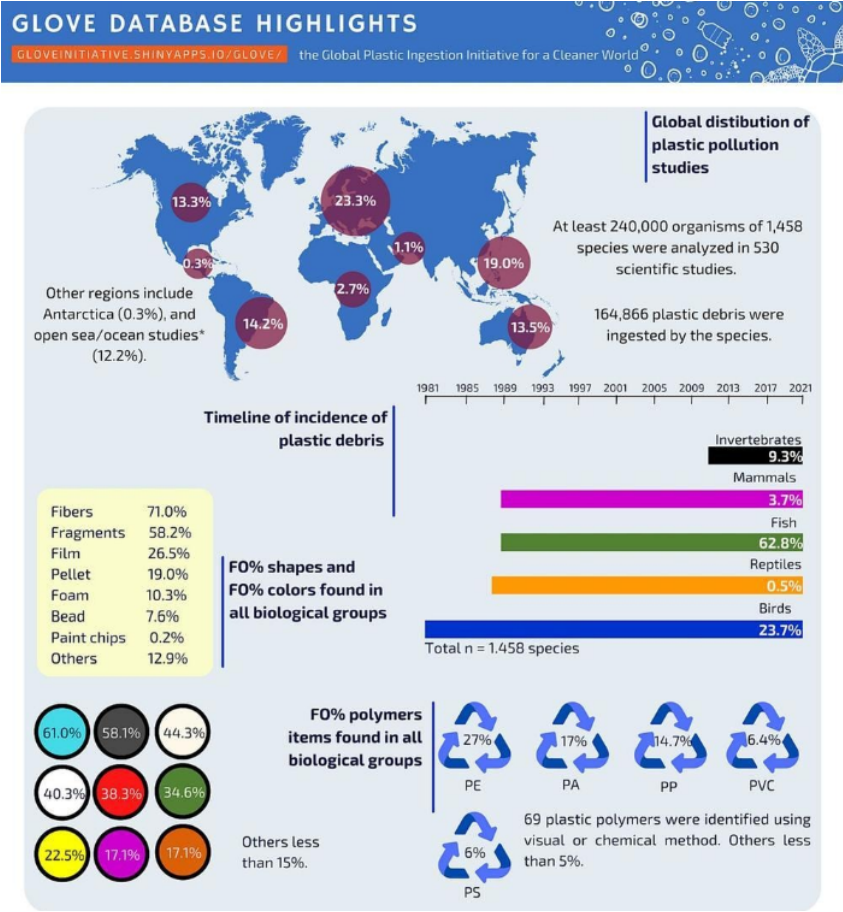 GLOVE DATABASE HIGHLIGHTS
GLOVEINITIATIVE.SHINYAPPS.IO/GLOVE/ the Global Plastic Ingestion Initiative for a Cleaner World
Global distibution of
plastic pollution
studies
13.3%
23.3%
1.1%
0.3%
19.0%
2.7%
14.2%
13.5%
At least 240,000 organisms of 1,458
species were analyzed in 530
scientific studies.
164,866 plastic debris were
ingested by the species.
Other regions include
Antarctica (0.3%), and
open sea/ocean studies*
(12.2%).
Timeline of incidence of
plastic debris
1981 1985 1989 1993 1997 2001 2005 2009 2013 2017 2021
Invertebrates
9.3%
Mammals
3.7%
Fish
62.8%
Reptiles
0.5%
Birds
23.7%
Total n = 1.458 species
Fibers 71.0%
Fragments 58.2%
Film 26.5%
Pellet 19.0%
Foam 10.3%
Bead 7.6%
Paint chips 0.2%
Others 12.9%
FO% shapes and
FO% colors found in
all biological groups
61.0% 58.1% 44.3%
40.3% 38.3% 34.6%
22.5% 17.1% 17.1%
Others less
than 15%.
FO% polymers
items found in all
biological groups
27%
PE
17%
PA
14.7%
PP
6.4%
PVC
6%
PS
69 plastic polymers were identified using
visual or chemical method. Others less
than 5%.